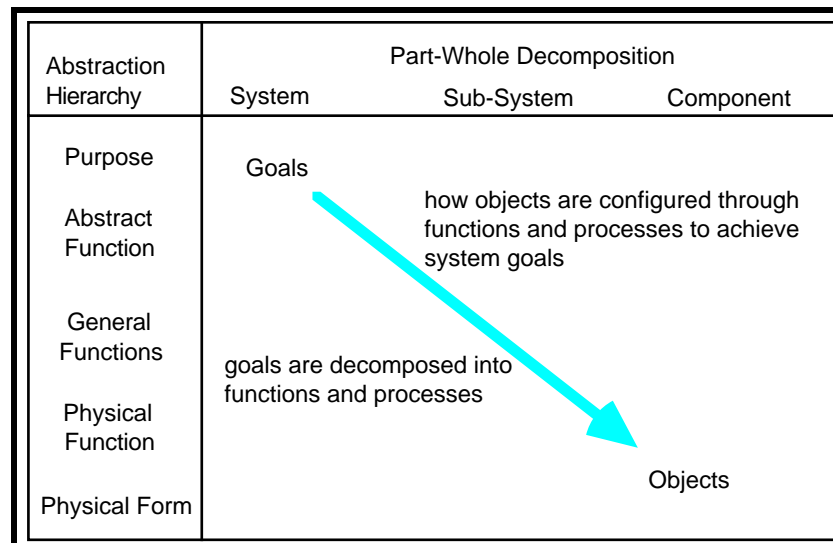 Abstraction
Hierarchy
Part-Whole Decomposition
System
Sub-System
Component
Purpose
Goals
Abstract
Function
how objects are configured through
functions and processes to achieve
system goals
General
Functions
goals are decomposed into
functions and processes
Physical
Function
Objects
Physical Form